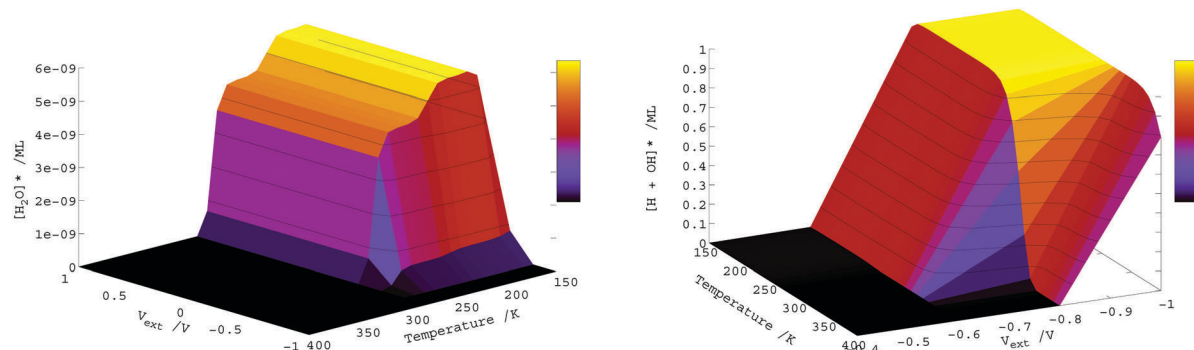 [H₂O]* /ML
6e-09
5e-09
4e-09
3e-09
2e-09
1e-09
0
1
0.5
0
-0.5
-1
V_ext /V
400
350
300
250
200
150
Temperature /K
[H + OH]* /ML
1
0.9
0.8
0.7
0.6
0.5
0.4
0.3
0.2
0.1
0
150
200
250
300
350
400
Temperature /K
-0.5
-0.6
-0.7
-0.8
-0.9
-1
V_ext /V